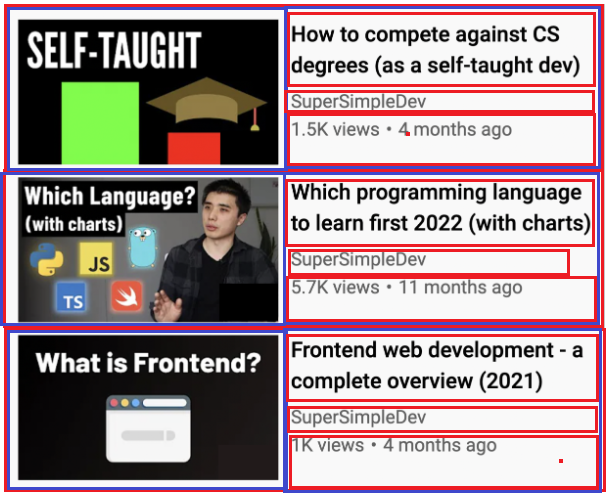 SELF-TAUGHT
How to compete against CS
degrees (as a self-taught dev)
SuperSimpleDev
1.5K views • 4 months ago
Which Language?
(with charts)
JS
TS
Which programming language
to learn first 2022 (with charts)
SuperSimpleDev
5.7K views • 11 months ago
What is Frontend?
Frontend web development - a
complete overview (2021)
SuperSimpleDev
1K views • 4 months ago